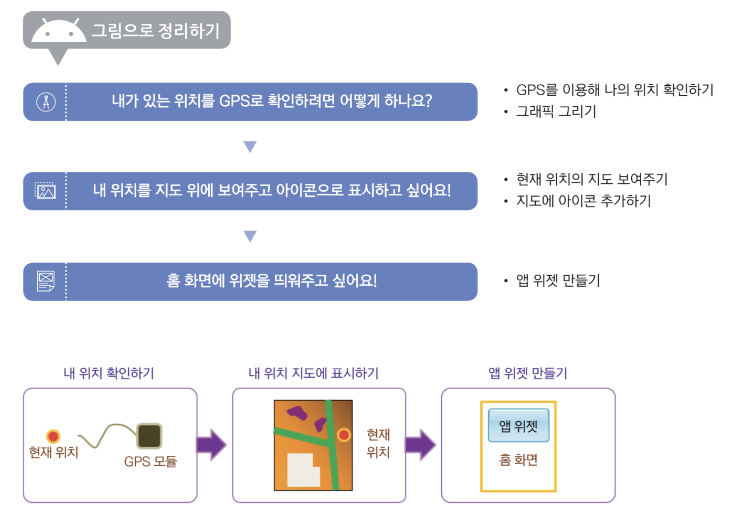 그림으로 정리하기
내가 있는 위치를 GPS로 확인하려면 어떻게 하나요?
• GPS를 이용해 나의 위치 확인하기
• 그래픽 그리기
내 위치를 지도 위에 보여주고 아이콘으로 표시하고 싶어요!
• 현재 위치의 지도 보여주기
• 지도에 아이콘 추가하기
홈 화면에 위젯을 띄워주고 싶어요!
• 앱 위젯 만들기
내 위치 확인하기
현재 위치
GPS 모듈
내 위치 지도에 표시하기
현재
위치
앱 위젯 만들기
앱 위젯
홈 화면